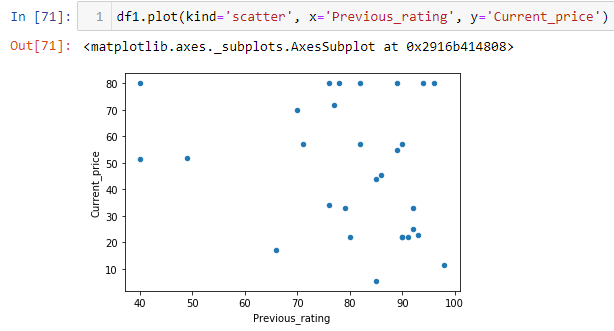 In [71]: 1 df1.plot(kind='scatter', x='Previous_rating', y='Current_price')
Out[71]: <matplotlib.axes._subplots.AxesSubplot at 0x2916b414808>
80
70
60
50
40
30
20
10
Current_price
40 50 60 70 80 90 100
Previous_rating